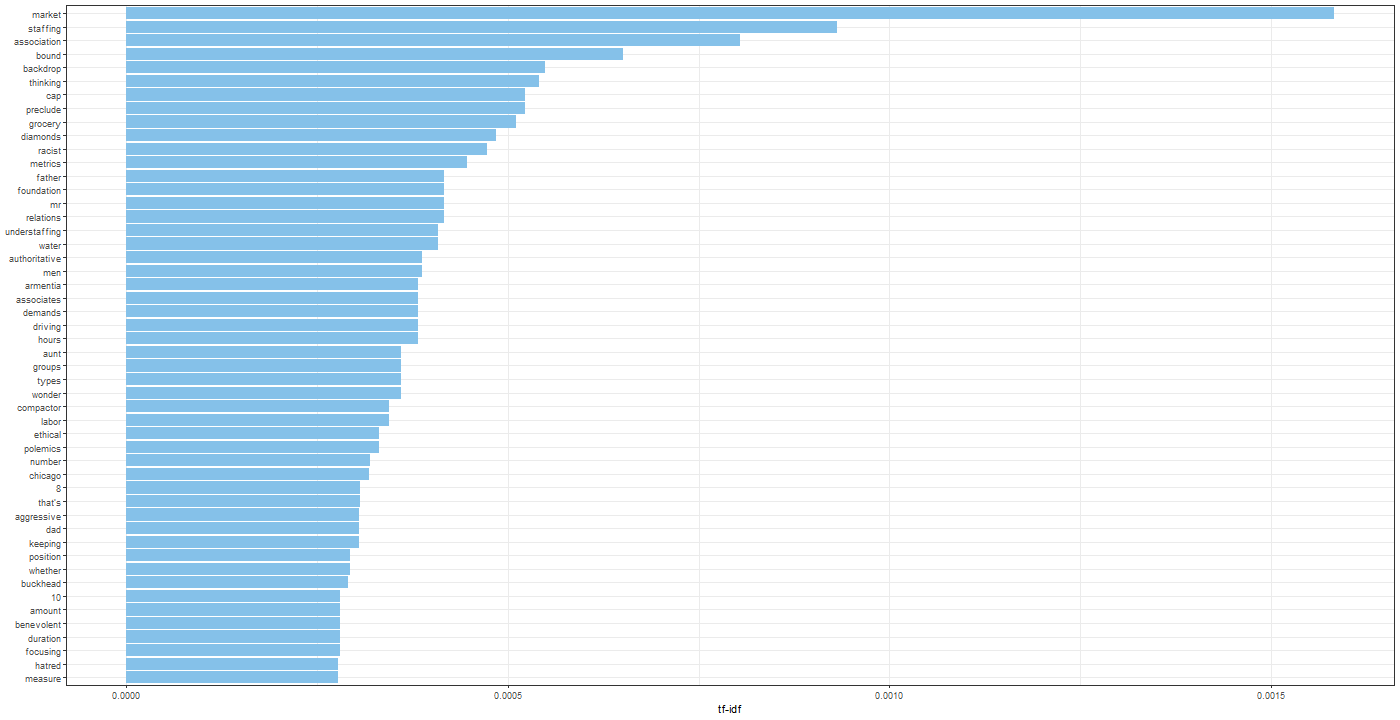 market
staffing
association
bound
backdrop
thinking
cap
preclude
grocery
diamonds
racist
metrics
father
foundation
mr
relations
understaffing
water
authoritative
men
armentia
associates
demands
driving
hours
aunt
groups
types
wonder
compactor
labor
ethical
polemics
number
chicago
8
that's
aggressive
dad
keeping
position
whether
buckhead
10
amount
benevolent
duration
focusing
hatred
measure
0.0000 0.0005 0.0010 0.0015
tf-idf